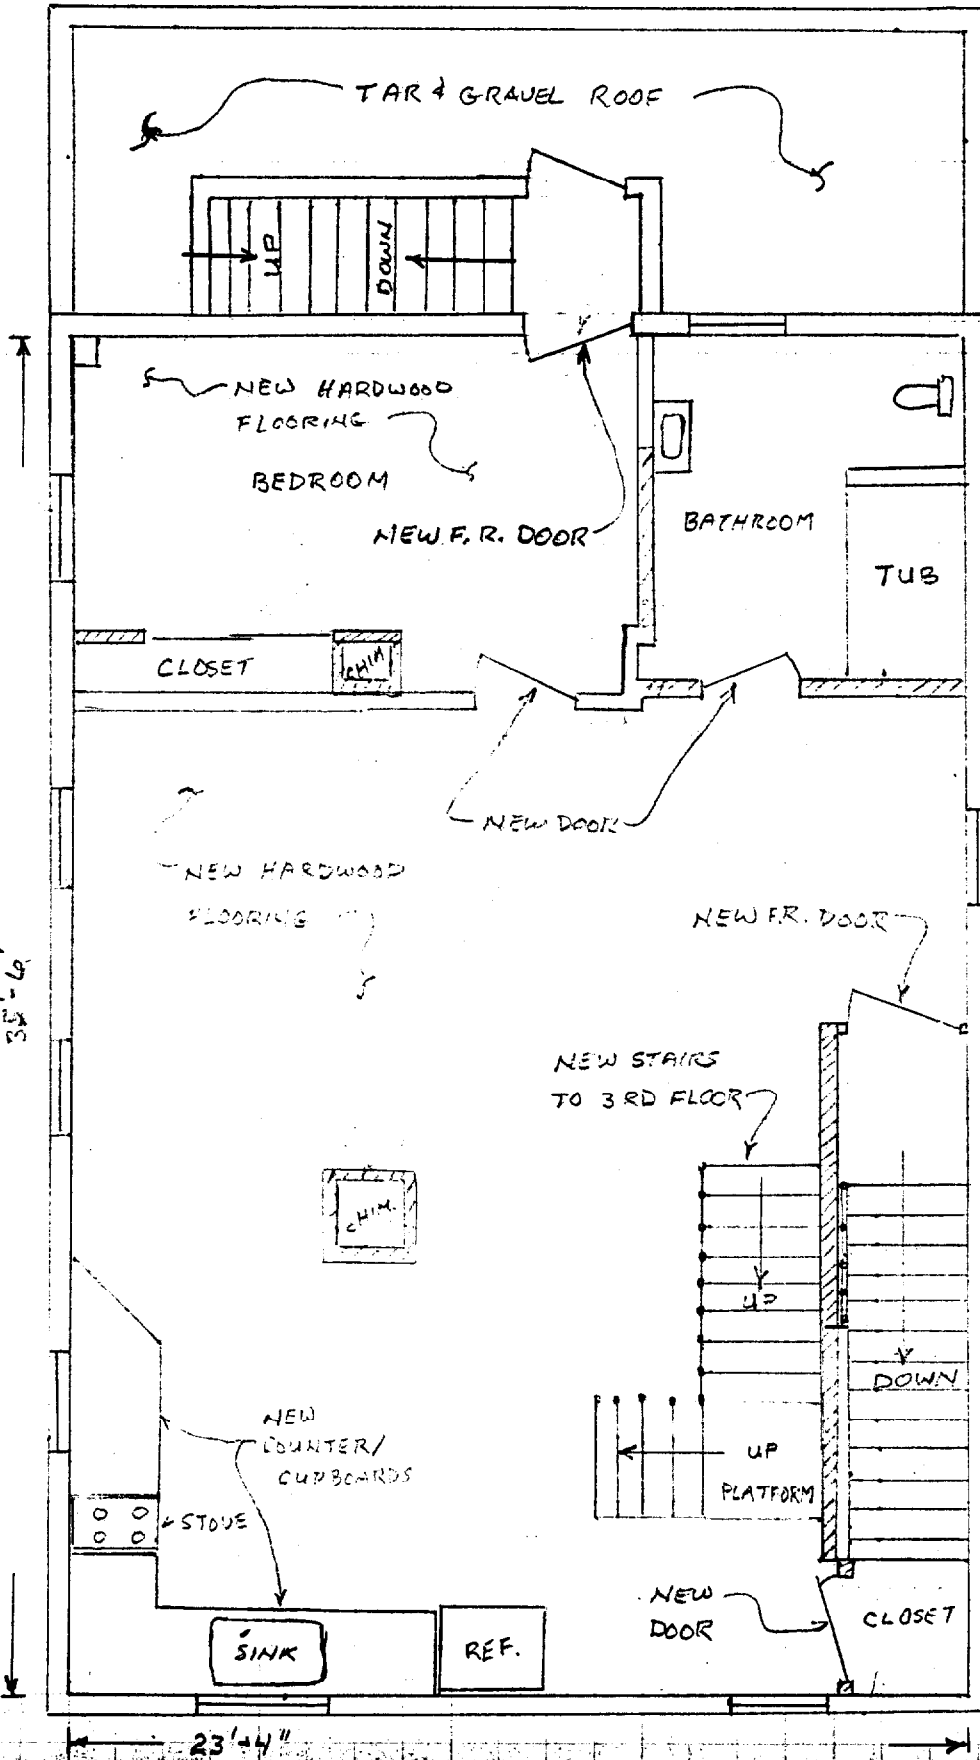 TAR & GRAVEL ROOF
UP
DOWN
NEW HARDWOOD
FLOORING
BEDROOM
NEW F.R. DOOR
BATHROOM
TUB
CLOSET
CHIM
NEW DOOR
NEW HARDWOOD
FLOORING
NEW F.R. DOOR
35'-6"
NEW STAIRS
TO 3RD FLOOR
CHIM.
UP
DOWN
NEW
COUNTER/
CUPBOARDS
UP
PLATFORM
STOVE
NEW
DOOR
CLOSET
SINK
REF.
23'-4"